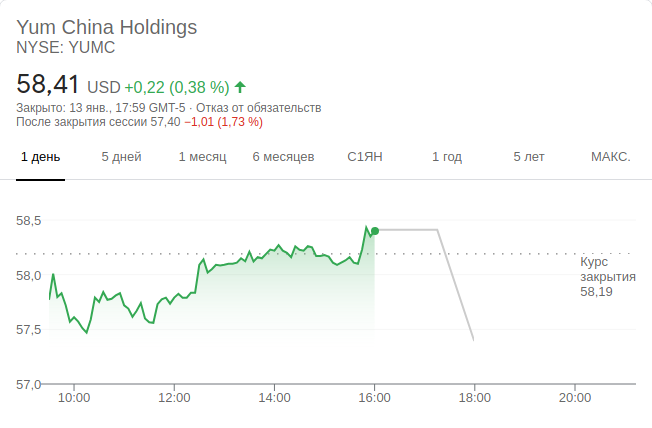 Yum China Holdings
NYSE: YUMC
58,41 USD +0,22 (0,38 %)
Закрыто: 13 янв., 17:59 GMT-5 · Отказ от обязательств
После закрытия сессии 57,40 −1,01 (1,73 %)
1 день 5 дней 1 месяц 6 месяцев С1ЯН 1 год 5 лет МАКС.
58,5
58,0
57,5
57,0
Курс
закрытия
58,19
10:00 12:00 14:00 16:00 18:00 20:00